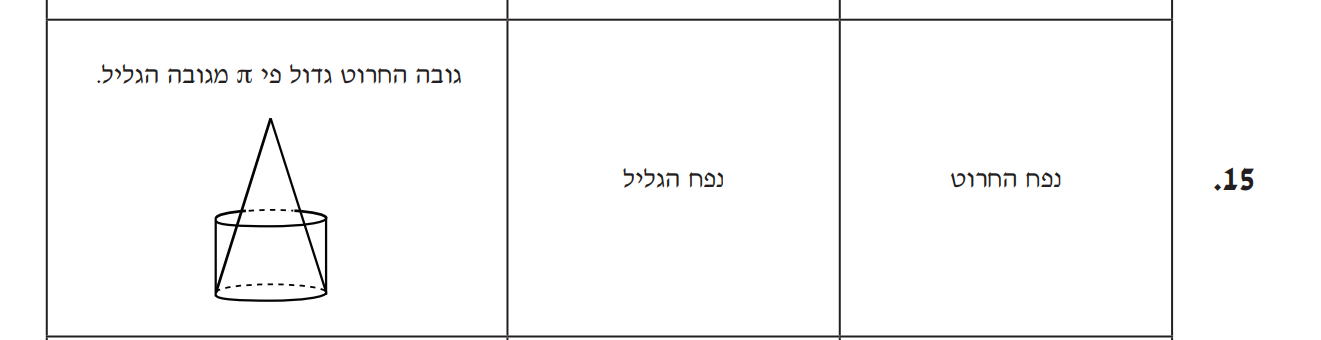 15.
נפח החרוט
נפח הגליל
גובה החרוט גדול פי π מגובה הגליל.